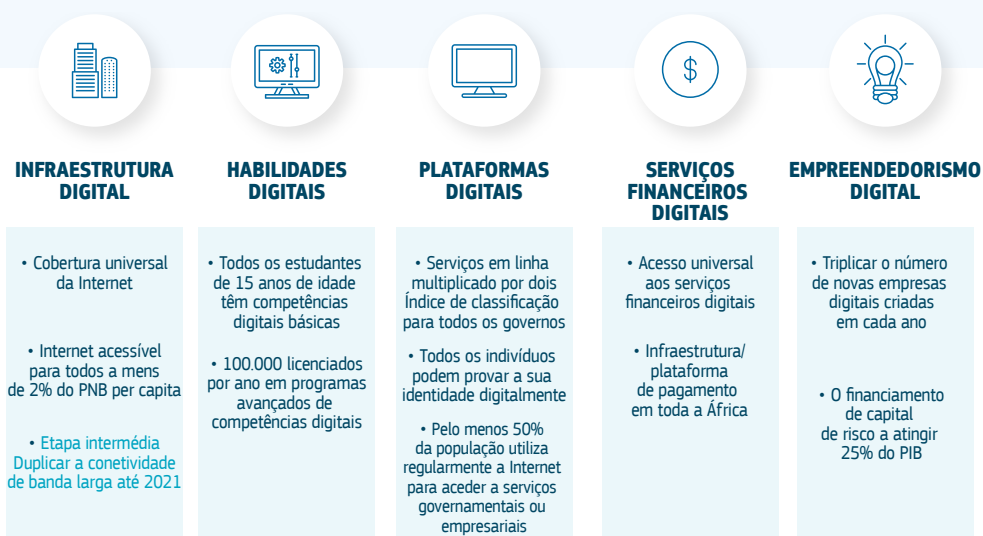 INFRAESTRUTURA
DIGITAL
• Cobertura universal
da Internet
• Internet acessível
para todos a mens
de 2% do PNB per capita
• Etapa intermédia
Duplicar a conetividade
de banda larga até 2021
HABILIDADES
DIGITAIS
• Todos os estudantes
de 15 anos de idade
têm competências
digitais básicas
• 100.000 licenciados
por ano em programas
avançados de
competências digitais
PLATAFORMAS
DIGITAIS
• Serviços em linha
multiplicado por dois
Índice de classificação
para todos os governos
• Todos os indivíduos
podem provar a sua
identidade digitalmente
• Pelo menos 50%
da população utiliza
regularmente a Internet
para aceder a serviços
governamentais ou
empresariais
$
SERVIÇOS
FINANCEIROS
DIGITAIS
• Acesso universal
aos serviços
financeiros digitais
• Infraestrutura/
plataforma
de pagamento
em toda a África
EMPREENDEDORISMO
DIGITAL
• Triplicar o número
de novas empresas
digitais criadas
em cada ano
• O financiamento
de capital
de risco a atingir
25% do PIB